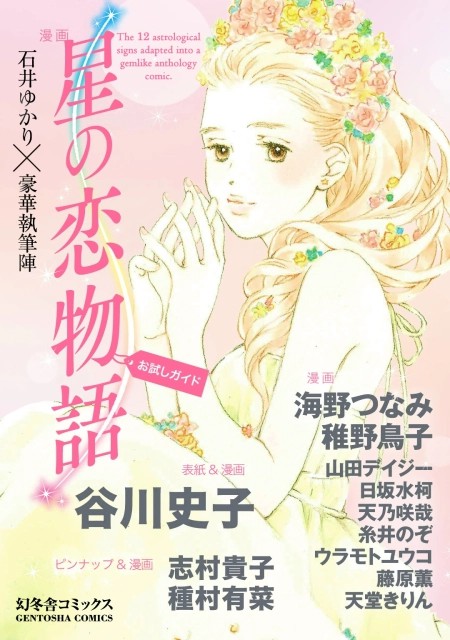 漫画
星の恋物語
The 12 astrological
signs adapted into a
gemlike anthology
comic.
石井ゆかり×豪華執筆陣
お試しガイド
漫画
海野つなみ
稚野鳥子
山田デイジー
日坂水柯
天乃咲哉
糸井のぞ
ウラモトユウコ
藤原薫
天堂きりん
表紙&漫画
谷川史子
ピンナップ&漫画
志村貴子
種村有菜
幻冬舎コミックス
GENTOSHA COMICS